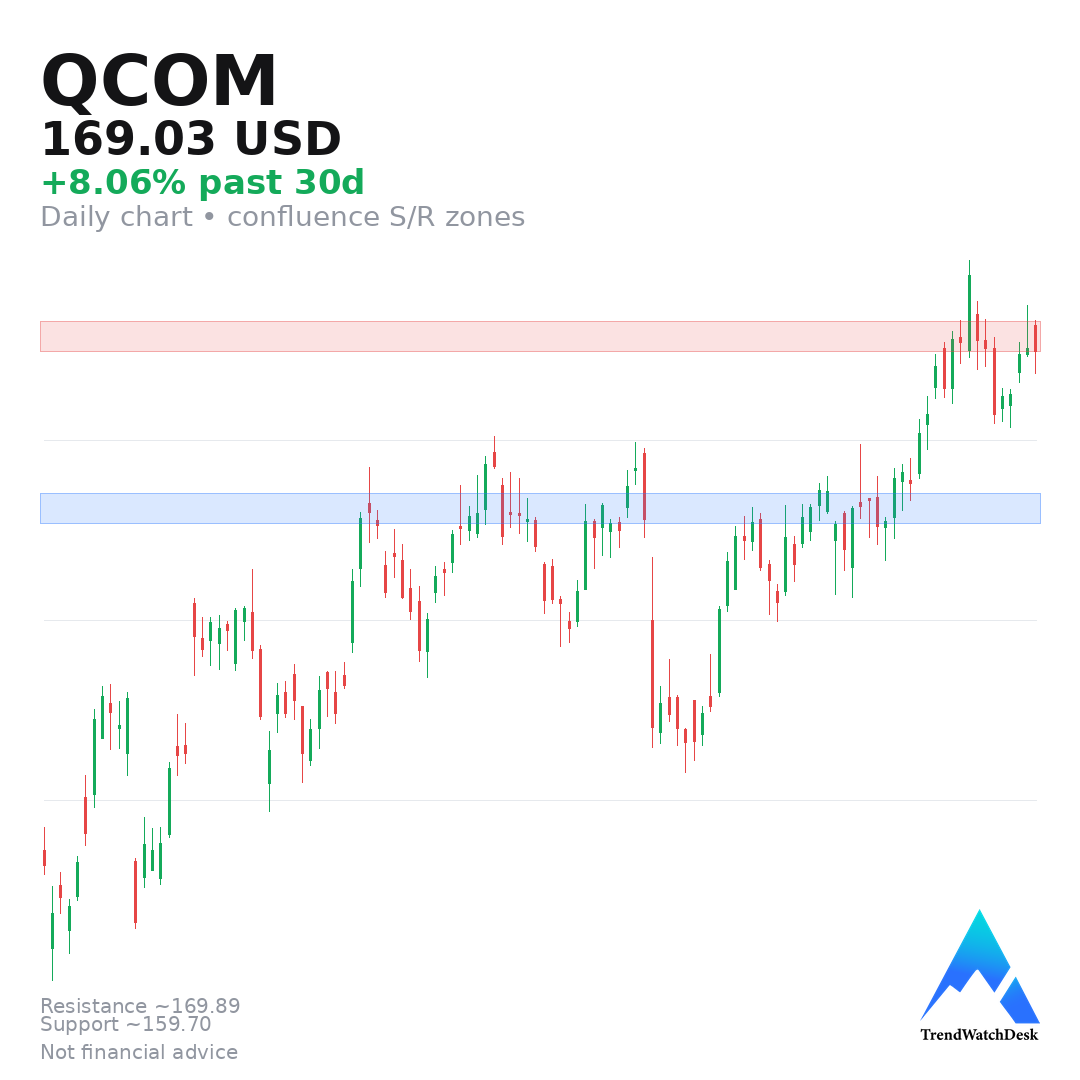 QCOM
169.03 USD
+8.06% past 30d
Daily chart • confluence S/R zones
Resistance ~169.89
Support ~159.70
Not financial advice
TrendWatchDesk